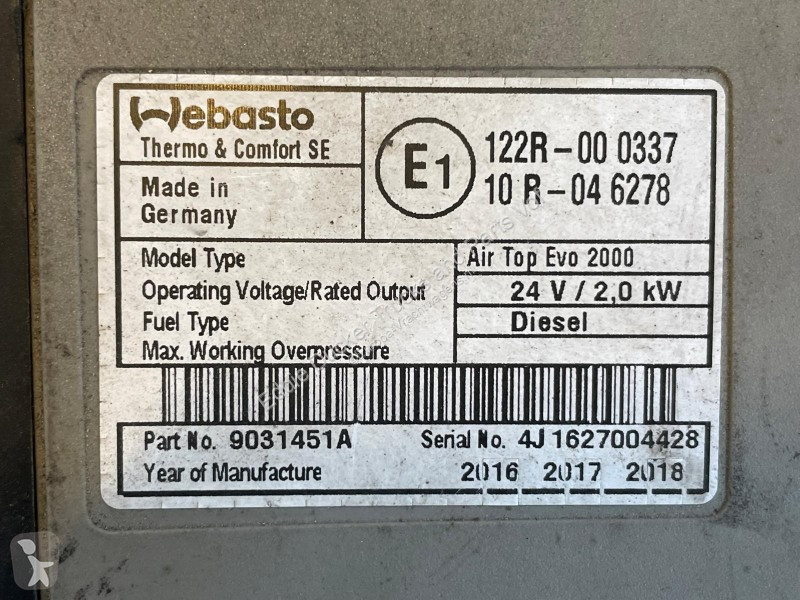 Webasto
Thermo & Comfort SE
Made in
Germany
E1
122R-00 0337
10 R-04 6278
Model Type
Air Top Evo 2000
Operating Voltage/Rated Output
24 V / 2,0 kW
Fuel Type
Diesel
Max. Working Overpressure
Part No. 9031451A
Serial No. 4J1627004428
Year of Manufacture
2016 2017 2018